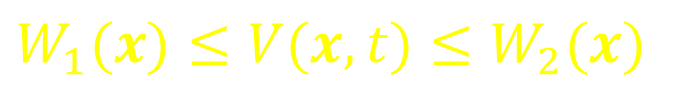 W₁(x) ≤ V(x, t) ≤ W₂(x)